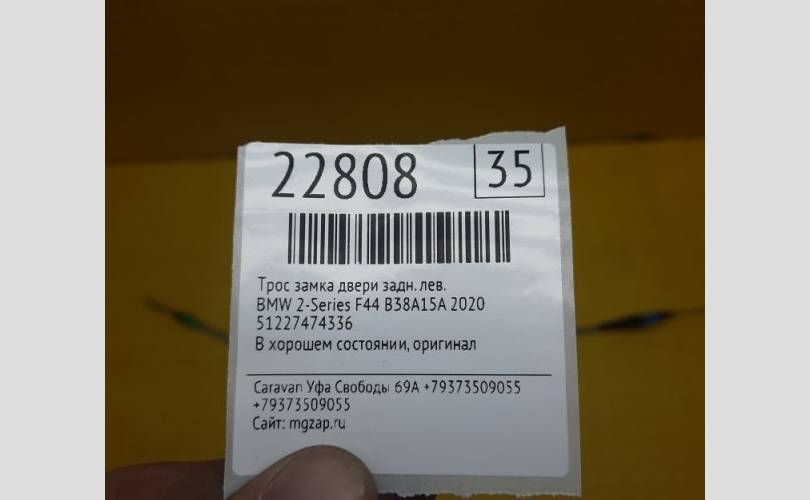 22808 35
Трос замка двери задн. лев.
BMW 2-Series F44 B38A15A 2020
51227474336
В хорошем состоянии, оригинал
Caravan Уфа Свободы 69А +79373509055
+79373509055
Сайт: mgzap.ru